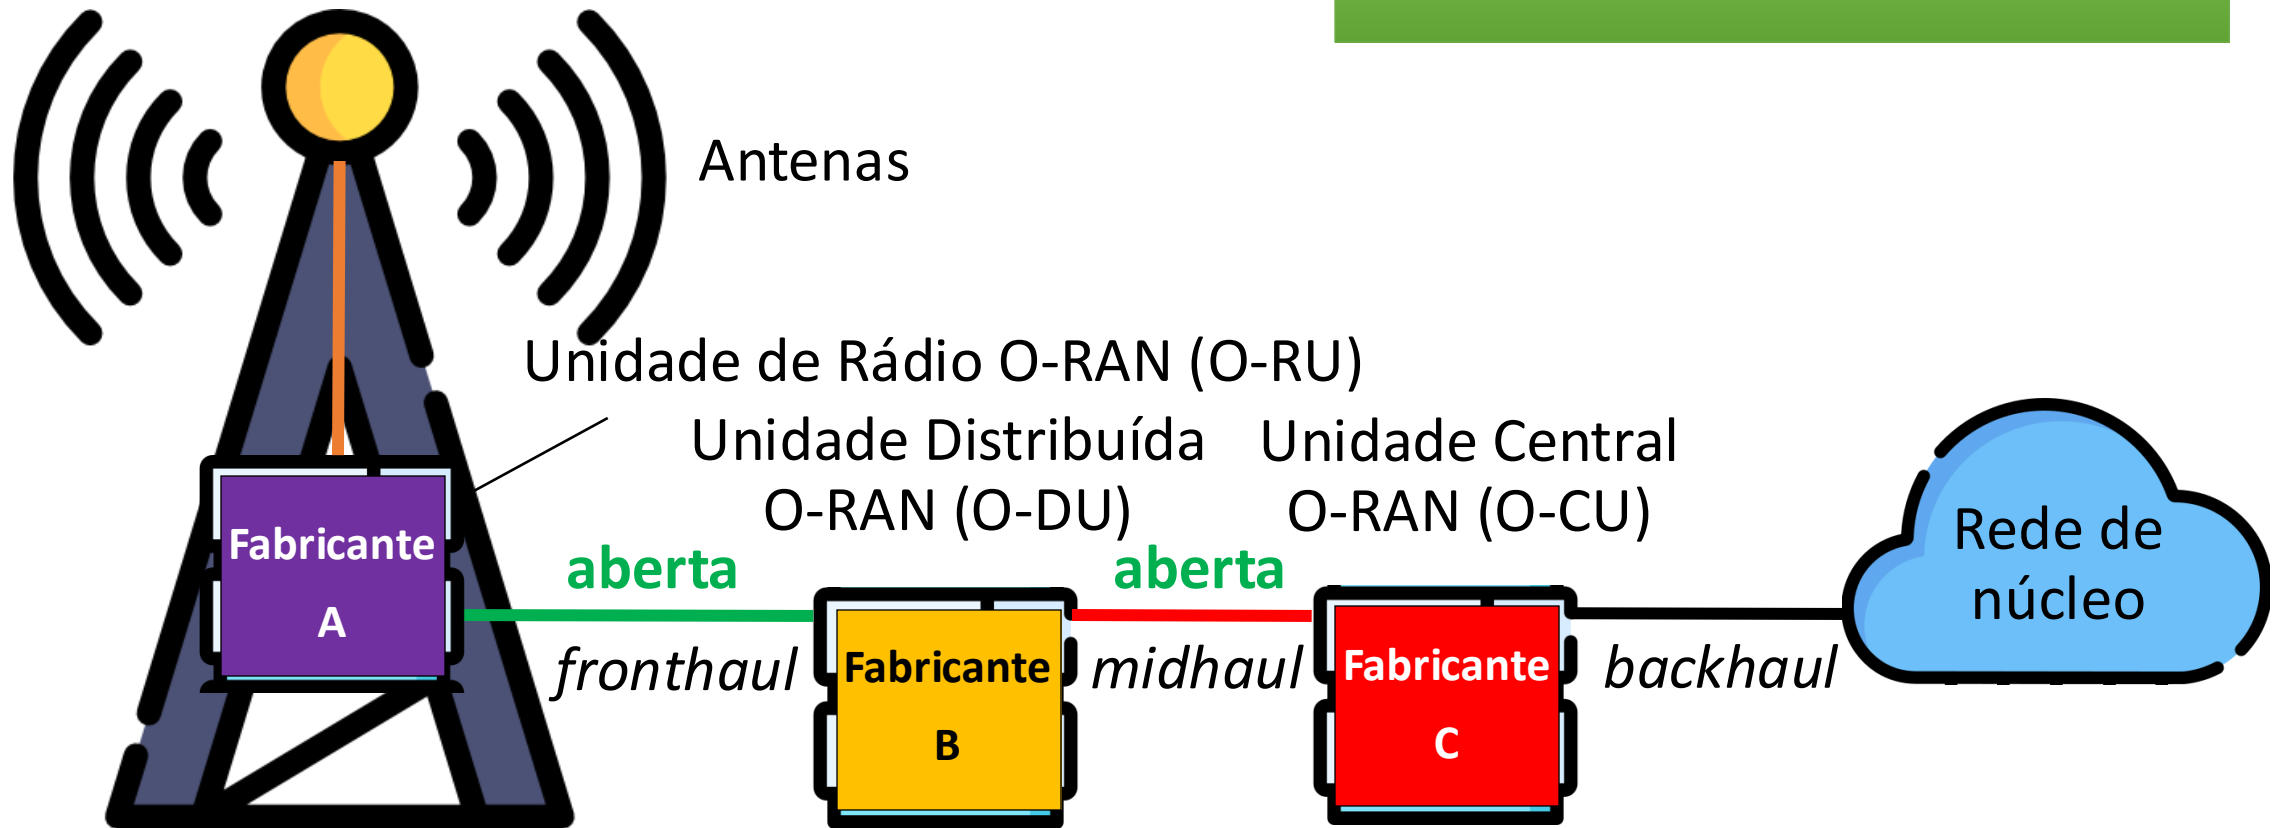 Antenas
Unidade de Rádio O-RAN (O-RU)
Unidade Distribuída
O-RAN (O-DU)
Unidade Central
O-RAN (O-CU)
Rede de
núcleo
Fabricante
A
aberta
fronthaul
Fabricante
B
aberta
midhaul
Fabricante
C
backhaul